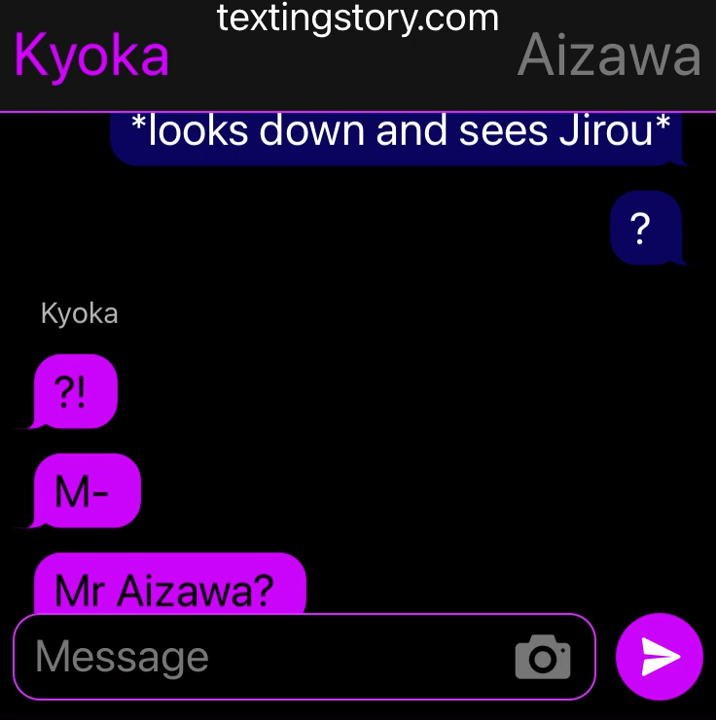 textingstory.com
Kyoka
Aizawa
*looks down and sees Jirou*
?
Kyoka
?!
M-
Mr Aizawa?
Message